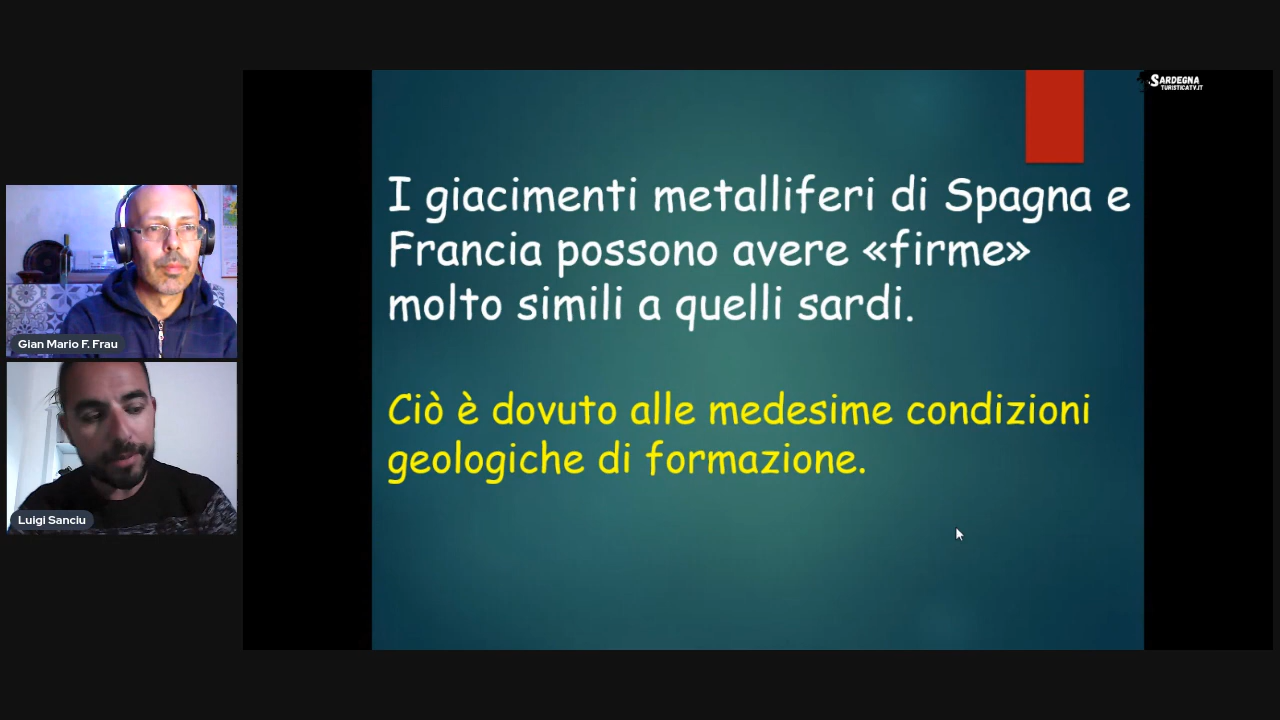 SARDEGNA
TURISTICATV.IT
I giacimenti metalliferi di Spagna e
Francia possono avere «firme»
molto simili a quelli sardi.
Ciò è dovuto alle medesime condizioni
geologiche di formazione.
Gian Mario F. Frau
Luigi Sanciu